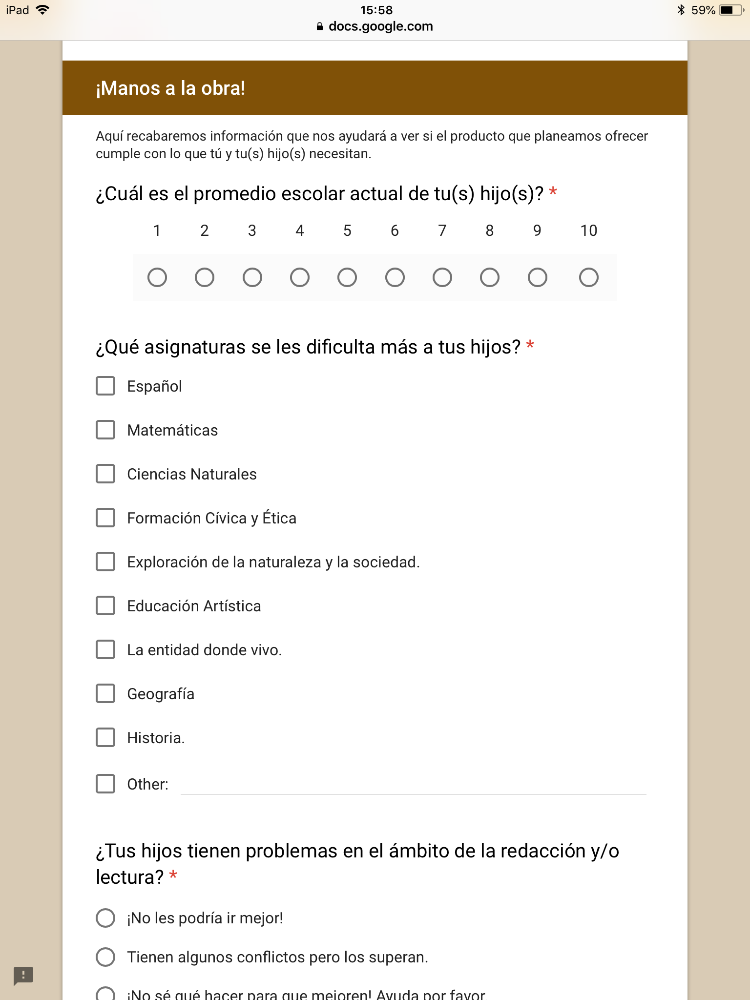 iPad 15:58 59%
docs.google.com
¡Manos a la obra!
Aquí recabaremos información que nos ayudará a ver si el producto que planeamos ofrecer
cumple con lo que tú y tu(s) hijo(s) necesitan.
¿Cuál es el promedio escolar actual de tu(s) hijo(s)? *
1 2 3 4 5 6 7 8 9 10
¿Qué asignaturas se les dificulta más a tus hijos? *
Español
Matemáticas
Ciencias Naturales
Formación Cívica y Ética
Exploración de la naturaleza y la sociedad.
Educación Artística
La entidad donde vivo.
Geografía
Historia.
Other:
¿Tus hijos tienen problemas en el ámbito de la redacción y/o
lectura? *
¡No les podría ir mejor!
Tienen algunos conflictos pero los superan.
¡No sé qué hacer para que mejoren! Ayuda por favor.